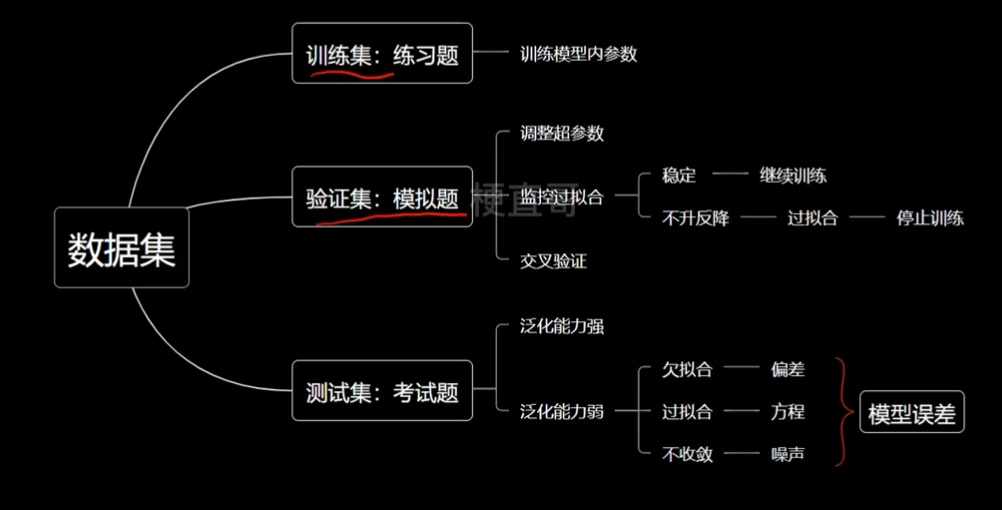 数据集
训练集：练习题
训练模型内参数
验证集：模拟题
调整超参数
监控过拟合
稳定
继续训练
不升反降
过拟合
停止训练
交叉验证
梗直哥
测试集：考试题
泛化能力强
泛化能力弱
欠拟合
偏差
过拟合
方程
不收敛
噪声
模型误差